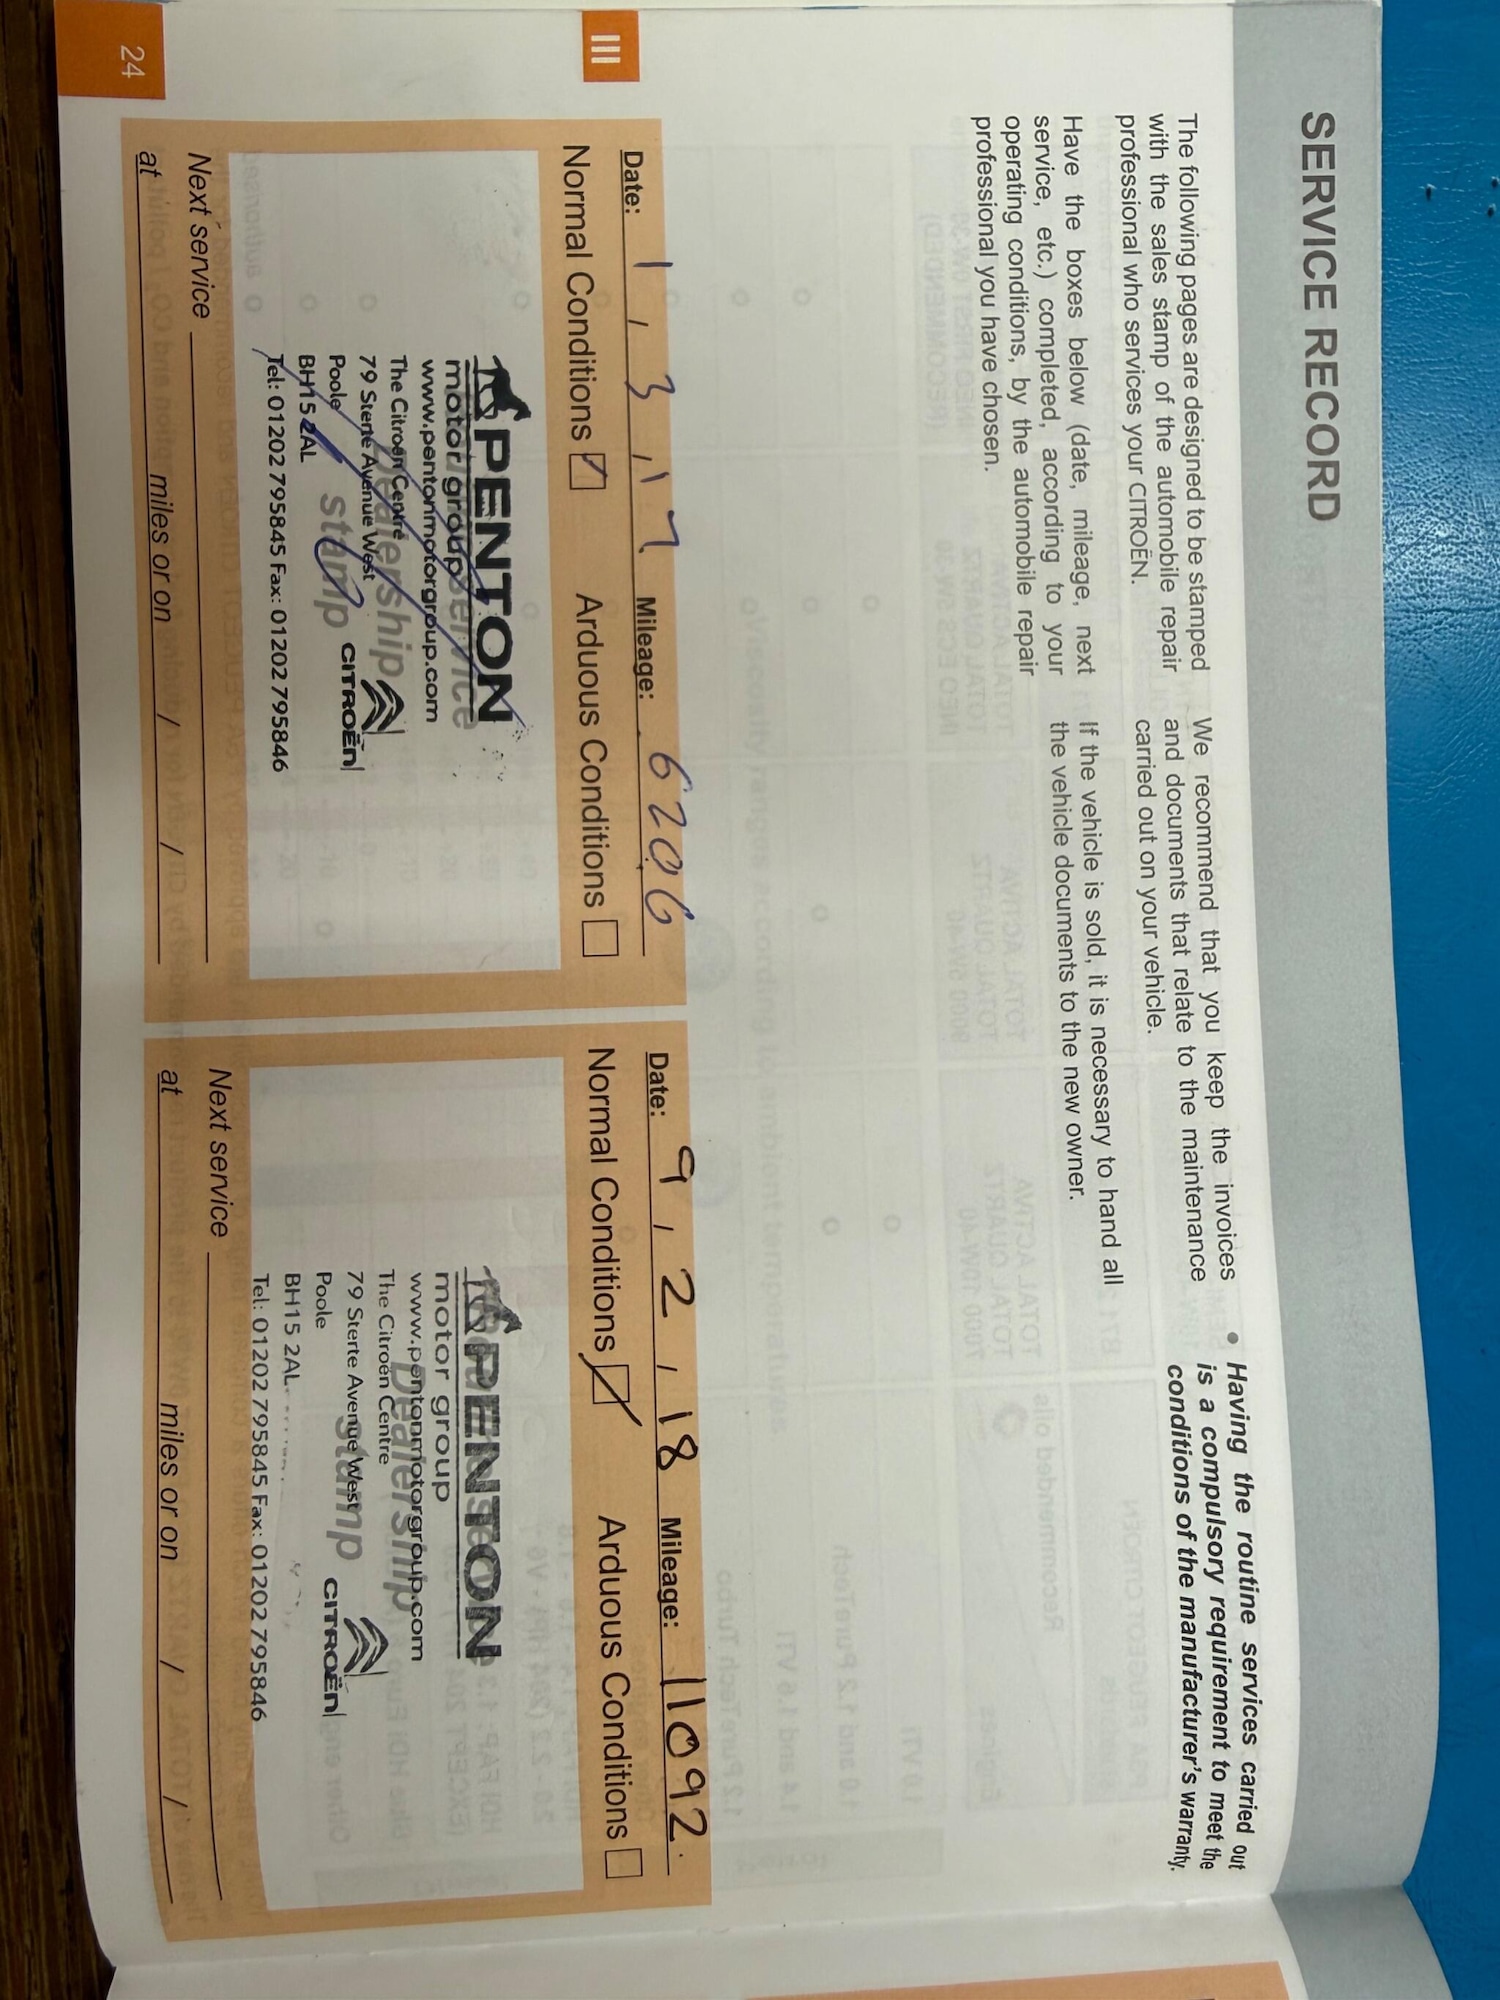 SERVICE RECORD
The following pages are designed to be stamped
with the sales stamp of the automobile repair
professional who services your CITROËN.
Have the boxes below (date, mileage, next
service, etc.) completed, according to your
operating conditions, by the automobile repair
professional you have chosen.
We recommend that you keep the invoices
and documents that relate to the maintenance
carried out on your vehicle.
If the vehicle is sold, it is necessary to hand all
the vehicle documents to the new owner.
• Having the routine services carried out
is a compulsory requirement to meet the
conditions of the manufacturer's warranty.
III
Date: 1 / 3 / 17 Mileage: 6206
Normal Conditions Arduous Conditions
PENTON
motor group
www.pentonmotorgroup.com
The Citroën Centre
79 Sterte Avenue West
Poole
BH15 2AL
Tel: 01202 795845 Fax: 01202 795846
CITROËN
Dealership
stamp
Next service
at miles or on / /
Date: 9 / 2 / 18 Mileage: 11092
Normal Conditions Arduous Conditions
PENTON
motor group
www.pentonmotorgroup.com
The Citroën Centre
79 Sterte Avenue West
Poole
BH15 2AL
Tel: 01202 795845 Fax: 01202 795846
CITROËN
Dealership
stamp
Next service
at miles or on / /
24